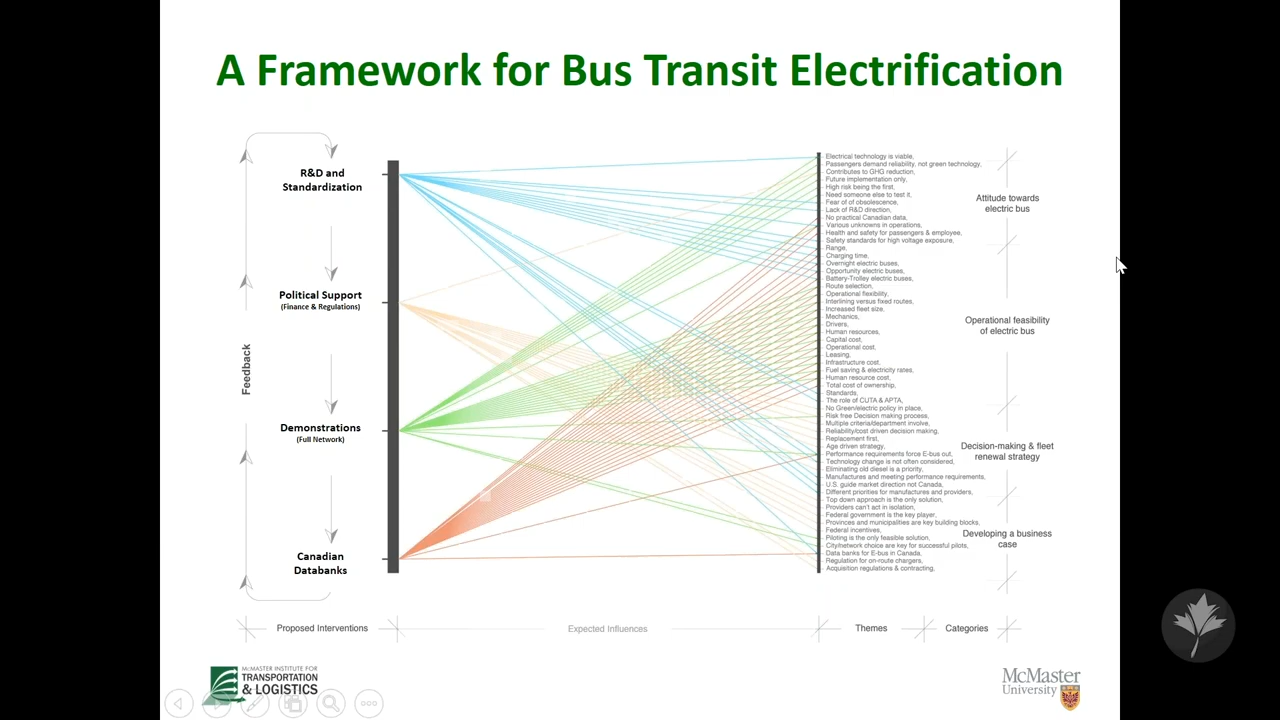 A Framework for Bus Transit Electrification
R&D and
Standardization
Political Support
(Finance & Regulations)
Demonstrations
(Full Network)
Canadian
Databanks
Feedback
Electrical technology is viable,
Passengers demand reliability, not green technology,
Contributes to GHG reduction,
Future implementation only,
High risk being the first,
Need someone else to test it,
Fear of of obsolescence,
Lack of R&D direction,
No practical Canadian data,
Various unknowns in operations,
Health and safety for passengers & employee,
Safety standards for high voltage exposure,
Range,
Charging time,
Overnight electric buses,
Opportunity electric buses,
Battery-Trolley electric buses,
Route selection,
Operational flexibility,
Interlining versus fixed routes,
Increased fleet size,
Mechanics,
Drivers,
Human resources,
Capital cost,
Operational cost,
Leasing,
Infrastructure cost,
Fuel saving & electricity rates,
Human resource cost,
Total cost of ownership,
Standards,
The role of CUTA & APTA,
No Green/electric policy in place,
Risk free Decision making process,
Multiple criteria/department involve,
Reliability/cost driven decision making,
Replacement first,
Age driven strategy,
Performance requirements force E-bus out,
Technology change is not often considered,
Eliminating old diesel is a priority,
Manufactures and meeting performance requirements,
U.S. guide market direction not Canada,
Different priorities for manufactures and providers,
Top down approach is the only solution,
Providers can't act in isolation,
Federal government is the key player,
Provinces and municipalities are key building blocks,
Federal incentives,
Piloting is the only feasible solution,
City/network choice are key for successful pilots,
Data banks for E-bus in Canada,
Regulation for on-route chargers,
Acquisition regulations & contracting,
Attitude towards
electric bus
Operational feasibility
of electric bus
Decision-making & fleet
renewal strategy
Developing a business
case
Proposed Interventions
Expected Influences
Themes
Categories
McMASTER INSTITUTE FOR
TRANSPORTATION
& LOGISTICS
McMaster
University